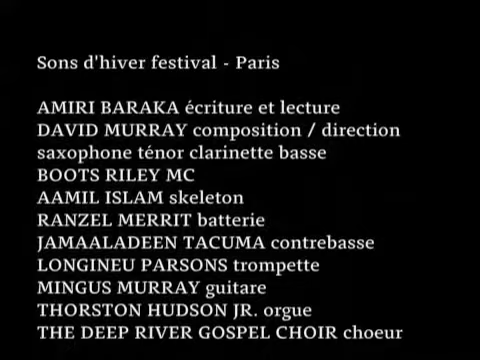 Sons d'hiver festival - Paris
AMIRI BARAKA écriture et lecture
DAVID MURRAY composition / direction
saxophone ténor clarinette basse
BOOTS RILEY MC
AAMIL ISLAM skeleton
RANZEL MERRIT batterie
JAMAALADEEN TACUMA contrebasse
LONGINEU PARSONS trompette
MINGUS MURRAY guitare
THORSTON HUDSON JR. orgue
THE DEEP RIVER GOSPEL CHOIR choeur